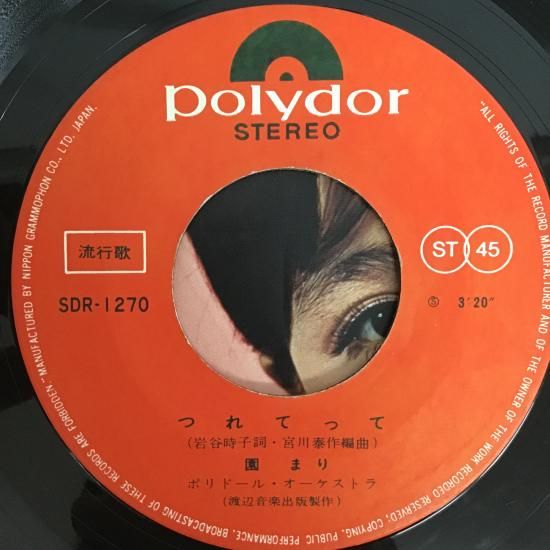 polydor
STEREO
流行歌
SDR-1270
ST 45
Ⓢ 3'20"
つれてって
(岩谷時子詞・宮川泰作編曲)
園まり
ポリドール・オーケストラ
(渡辺音楽出版製作)
"ALL RIGHTS OF THE RECORD MANUFACTURER AND OF THE OWNER OF THE WORK RECORDED RESERVED; COPYING, PUBLIC PERFORMANCE, BROADCASTING OF THESE RECORDS ARE FORBIDDEN" MANUFACTURED BY NIPPON GRAMMOPHON CO., LTD. JAPAN.